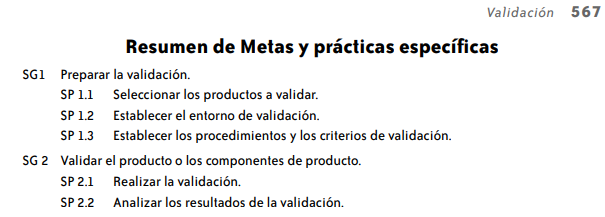 Validación 567
Resumen de Metas y prácticas específicas
SG1 Preparar la validación.
SP 1.1 Seleccionar los productos a validar.
SP 1.2 Establecer el entorno de validación.
SP 1.3 Establecer los procedimientos y los criterios de validación.
SG 2 Validar el producto o los componentes de producto.
SP 2.1 Realizar la validación.
SP 2.2 Analizar los resultados de la validación.